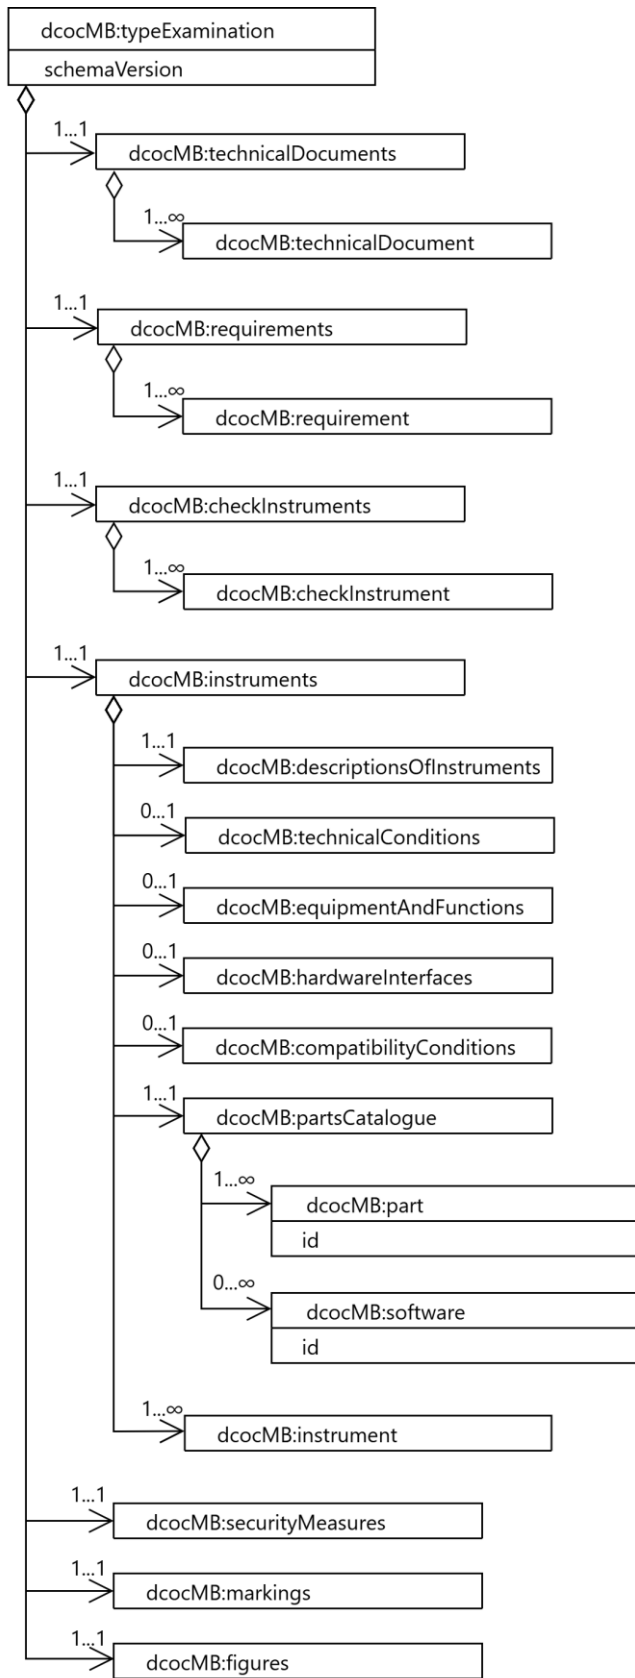 dcocMB:typeExamination
schemaVersion
1...1
dcocMB:technicalDocuments
1...∞
dcocMB:technicalDocument
1...1
dcocMB:requirements
1...∞
dcocMB:requirement
1...1
dcocMB:checkInstruments
1...∞
dcocMB:checkInstrument
1...1
dcocMB:instruments
1...1
dcocMB:descriptionsOfInstruments
0...1
dcocMB:technicalConditions
0...1
dcocMB:equipmentAndFunctions
0...1
dcocMB:hardwareInterfaces
0...1
dcocMB:compatibilityConditions
1...1
dcocMB:partsCatalogue
1...∞
dcocMB:part
id
0...∞
dcocMB:software
id
1...∞
dcocMB:instrument
1...1
dcocMB:securityMeasures
1...1
dcocMB:markings
1...1
dcocMB:figures